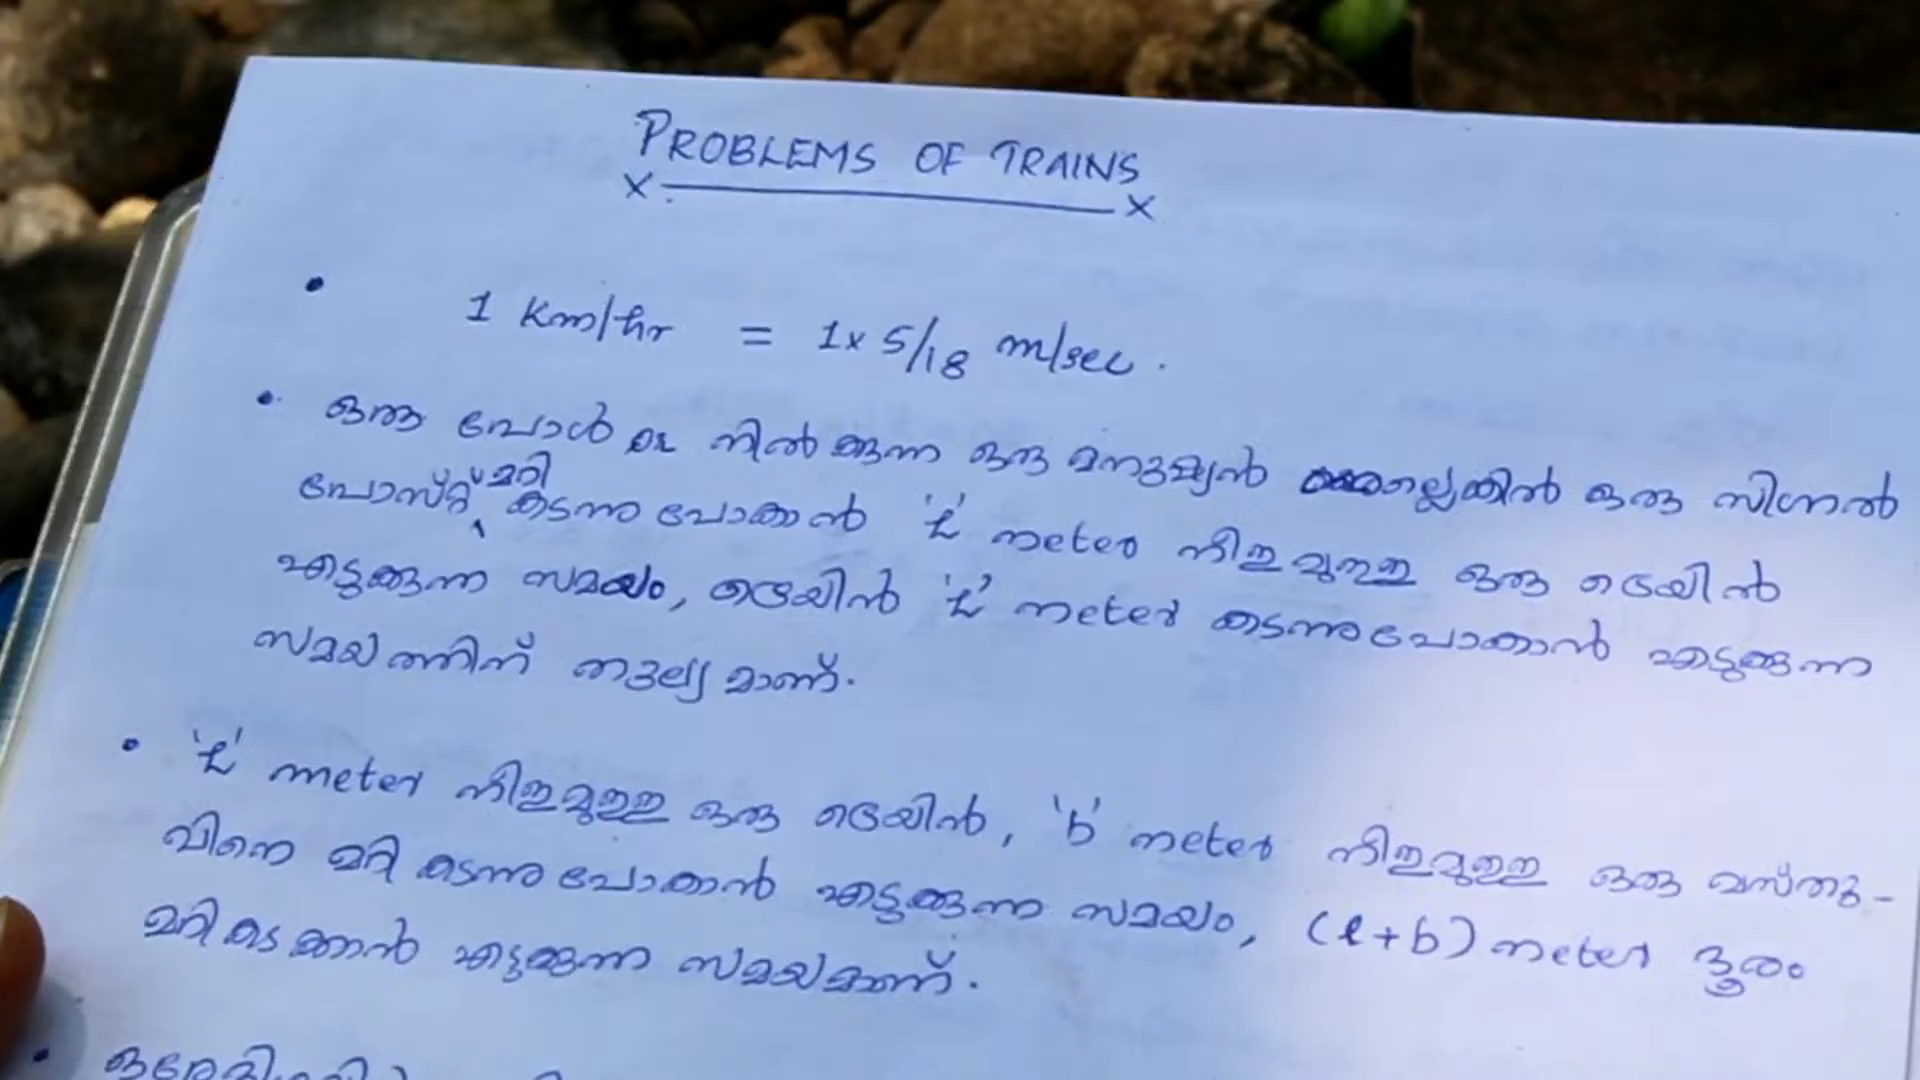 PROBLEMS OF TRAINS
x x
• 1 Km/hr = 1x 5/18 m/sec.
• ഒരു പോൾ or നിൽക്കുന്ന ഒരു മനുഷ്യൻ അല്ലെങ്കിൽ ഒരു സിഗ്നൽ
പോസ്റ്റ് മറി കടന്നുപോകാൻ 'ℓ' meter നീളമുള്ള ഒരു ട്രെയിൻ
എടുക്കുന്ന സമയം, ട്രെയിൻ 'ℓ' meter കടന്നുപോകാൻ എടുക്കുന്ന
സമയത്തിന് തുല്യമാണ്.
• 'ℓ' meter നീളമുള്ള ഒരു ട്രെയിൻ, 'b' meter നീളമുള്ള ഒരു വസ്തു-
വിനെ മറി കടന്നുപോകാൻ എടുക്കുന്ന സമയം, (ℓ+b) meter ദൂരം
മറികടക്കാൻ എടുക്കുന്ന സമയമാണ്.
•